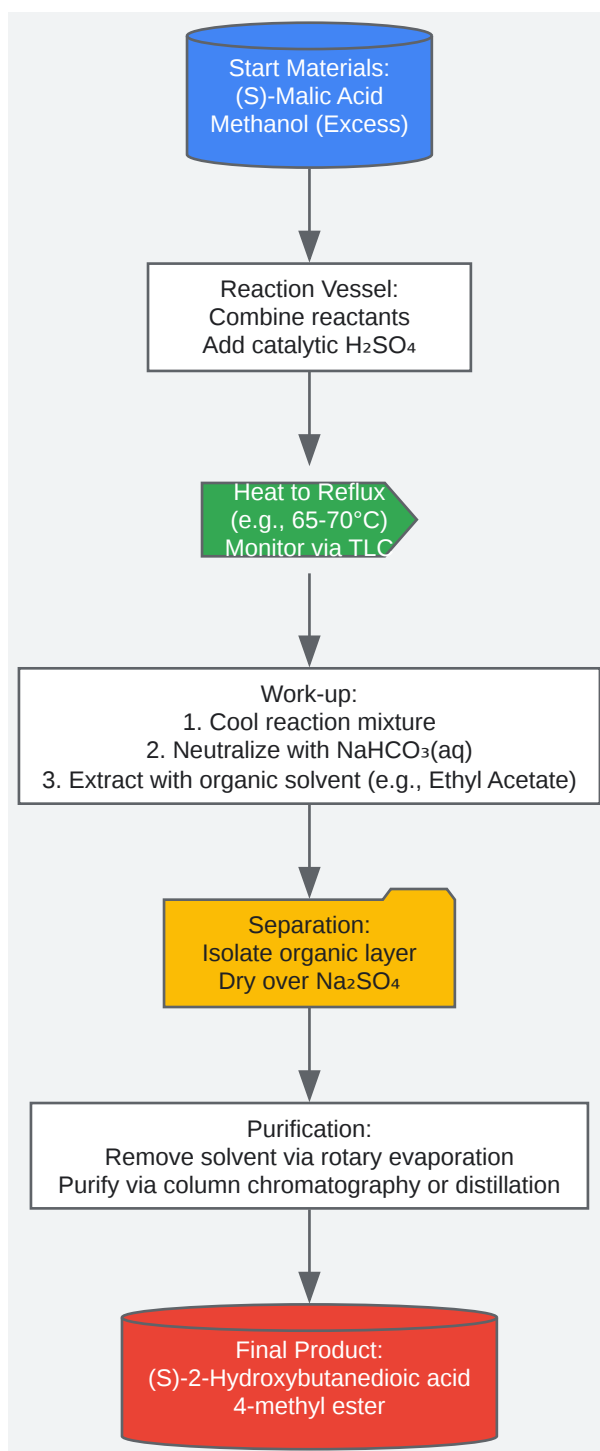 Start Materials:
(S)-Malic Acid
Methanol (Excess)
Reaction Vessel:
Combine reactants
Add catalytic H₂SO₄
Heat to Reflux
(e.g., 65-70°C)
Monitor via TLC
Work-up:
1. Cool reaction mixture
2. Neutralize with NaHCO₃(aq)
3. Extract with organic solvent (e.g., Ethyl Acetate)
Separation:
Isolate organic layer
Dry over Na₂SO₄
Purification:
Remove solvent via rotary evaporation
Purify via column chromatography or distillation
Final Product:
(S)-2-Hydroxybutanedioic acid
4-methyl ester